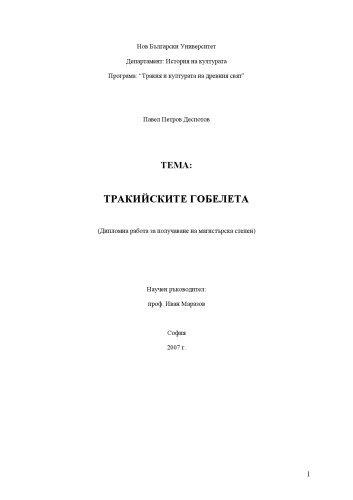 Нов Български Университет
Департамент: История на културата
Програма: "Тракия и културата на древния свят"
Павел Петров Деспотов
ТЕМА:
ТРАКИЙСКИТЕ ГОБЕЛЕТА
(Дипломна работа за получаване на магистърска степен)
Научен ръководител:
проф. Иван Маразов
София
2007 г.
1